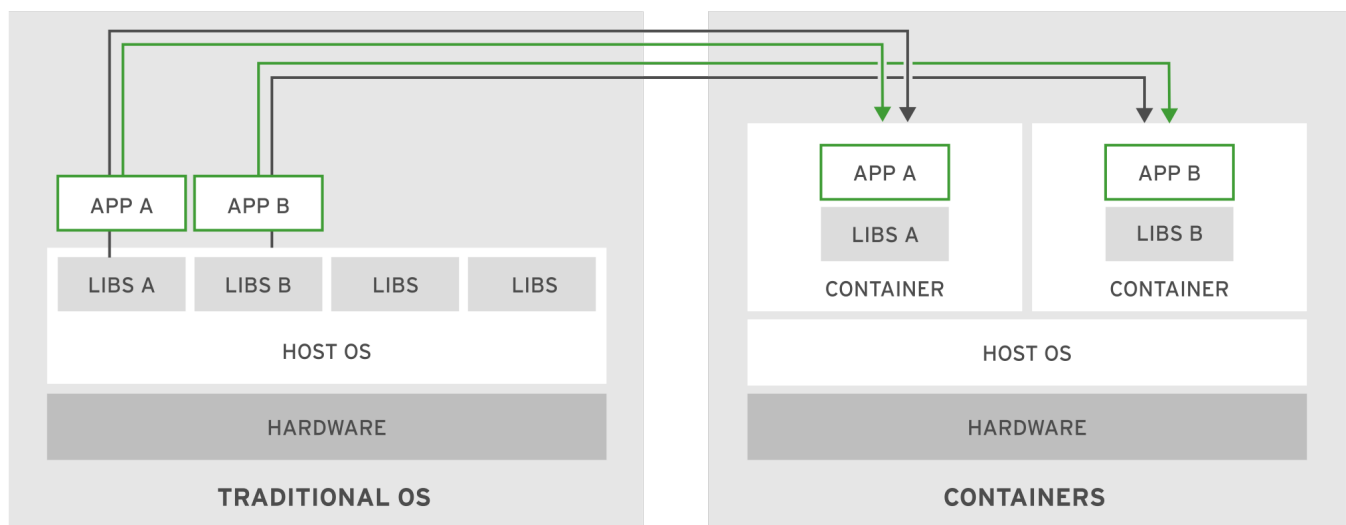 APP A
APP B
LIBS A
LIBS B
LIBS
LIBS
HOST OS
HARDWARE
TRADITIONAL OS
APP A
LIBS A
CONTAINER
APP B
LIBS B
CONTAINER
HOST OS
HARDWARE
CONTAINERS